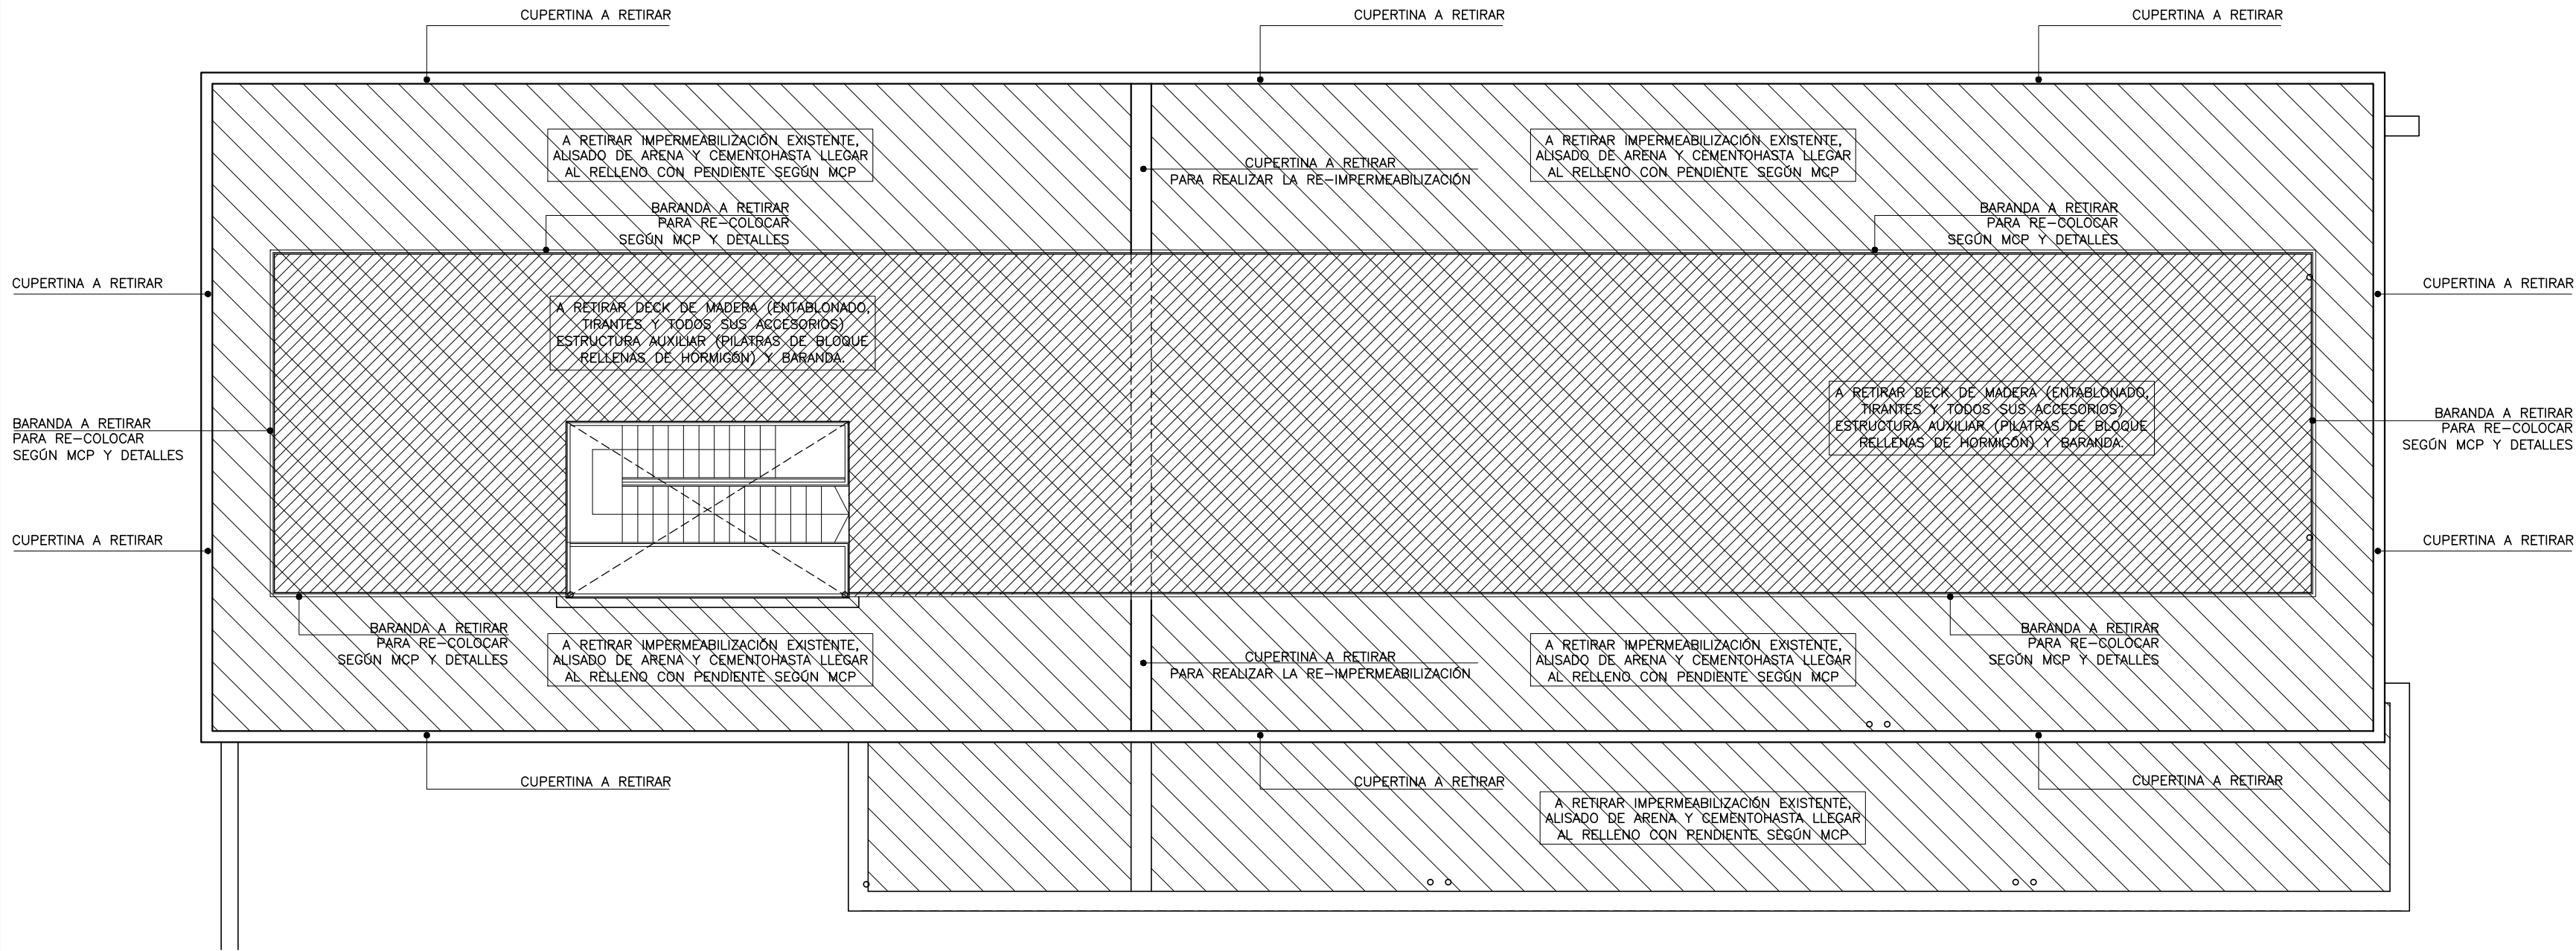 CUPERTINA A RETIRAR
CUPERTINA A RETIRAR
CUPERTINA A RETIRAR
A RETIRAR IMPERMEABILIZACIÓN EXISTENTE,
ALISADO DE ARENA Y CEMENTOHASTA LLEGAR
AL RELLENO CON PENDIENTE SEGÚN MCP
CUPERTINA A RETIRAR
PARA REALIZAR LA RE-IMPERMEABILIZACIÓN
A RETIRAR IMPERMEABILIZACIÓN EXISTENTE,
ALISADO DE ARENA Y CEMENTOHASTA LLEGAR
AL RELLENO CON PENDIENTE SEGÚN MCP
BARANDA A RETIRAR
PARA RE-COLOCAR
SEGÚN MCP Y DETALLES
BARANDA A RETIRAR
PARA RE-COLOCAR
SEGÚN MCP Y DETALLES
CUPERTINA A RETIRAR
CUPERTINA A RETIRAR
A RETIRAR DECK DE MADERA (ENTABLONADO,
TIRANTES Y TODOS SUS ACCESORIOS)
ESTRUCTURA AUXILIAR (PILATRAS DE BLOQUE
RELLENAS DE HORMIGÓN) Y BARANDA.
A RETIRAR DECK DE MADERA (ENTABLONADO,
TIRANTES Y TODOS SUS ACCESORIOS)
ESTRUCTURA AUXILIAR (PILATRAS DE BLOQUE
RELLENAS DE HORMIGÓN) Y BARANDA.
BARANDA A RETIRAR
PARA RE-COLOCAR
SEGÚN MCP Y DETALLES
BARANDA A RETIRAR
PARA RE-COLOCAR
SEGÚN MCP Y DETALLES
CUPERTINA A RETIRAR
CUPERTINA A RETIRAR
BARANDA A RETIRAR
PARA RE-COLOCAR
SEGÚN MCP Y DETALLES
A RETIRAR IMPERMEABILIZACIÓN EXISTENTE,
ALISADO DE ARENA Y CEMENTOHASTA LLEGAR
AL RELLENO CON PENDIENTE SEGÚN MCP
CUPERTINA A RETIRAR
PARA REALIZAR LA RE-IMPERMEABILIZACIÓN
A RETIRAR IMPERMEABILIZACIÓN EXISTENTE,
ALISADO DE ARENA Y CEMENTOHASTA LLEGAR
AL RELLENO CON PENDIENTE SEGÚN MCP
BARANDA A RETIRAR
PARA RE-COLOCAR
SEGÚN MCP Y DETALLES
CUPERTINA A RETIRAR
CUPERTINA A RETIRAR
CUPERTINA A RETIRAR
A RETIRAR IMPERMEABILIZACIÓN EXISTENTE,
ALISADO DE ARENA Y CEMENTOHASTA LLEGAR
AL RELLENO CON PENDIENTE SEGÚN MCP